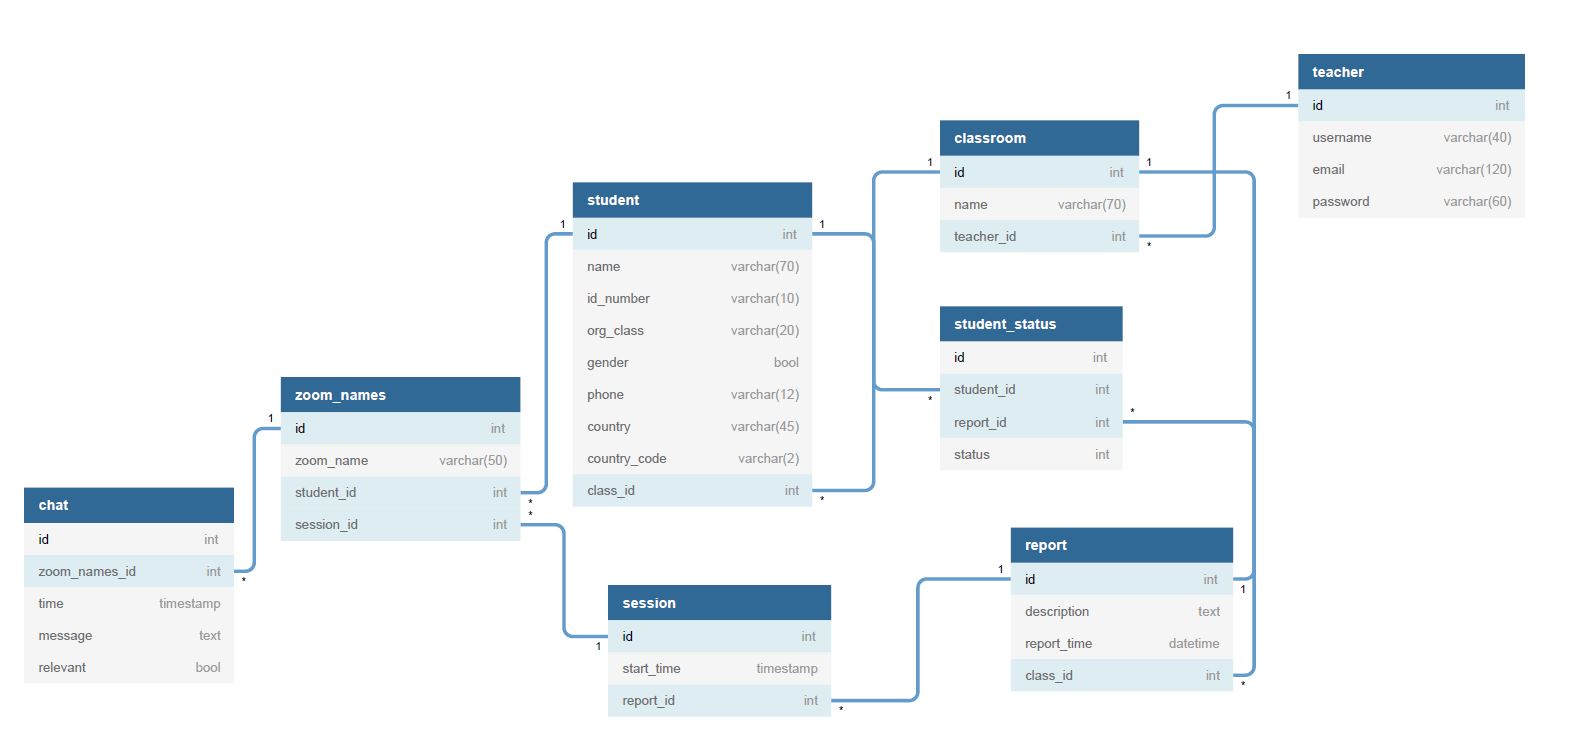 teacher
1
id int
username varchar(40)
email varchar(120)
password varchar(60)
classroom
1 1
id int
name varchar(70)
teacher_id int
*
student
1 1
id int
name varchar(70)
id_number varchar(10)
org_class varchar(20)
gender bool
phone varchar(12)
country varchar(45)
country_code varchar(2)
class_id int
*
student_status
id int
student_id int
*
*
report_id int
status int
zoom_names
1
id int
zoom_name varchar(50)
student_id int
*
*
session_id int
chat
id int
zoom_names_id int
*
time timestamp
message text
relevant bool
session
id int
1
start_time timestamp
report_id int
*
report
1
id int
1
description text
report_time datetime
class_id int
*